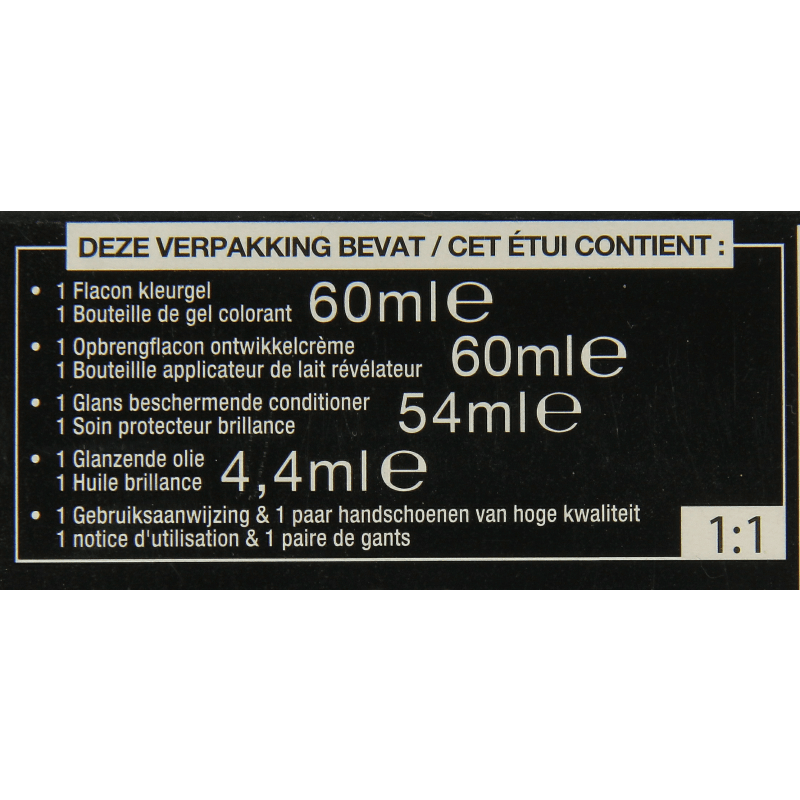 DEZE VERPAKKING BEVAT / CET ÉTUI CONTIENT :
• 1 Flacon kleurgel
1 Bouteille de gel colorant 60ml℮
• 1 Opbrengflacon ontwikkelcrème
1 Bouteillle applicateur de lait révélateur 60ml℮
• 1 Glans beschermende conditioner
1 Soin protecteur brillance 54ml℮
• 1 Glanzende olie
1 Huile brillance 4,4ml℮
• 1 Gebruiksaanwijzing & 1 paar handschoenen van hoge kwaliteit
1 notice d'utilisation & 1 paire de gants
1:1